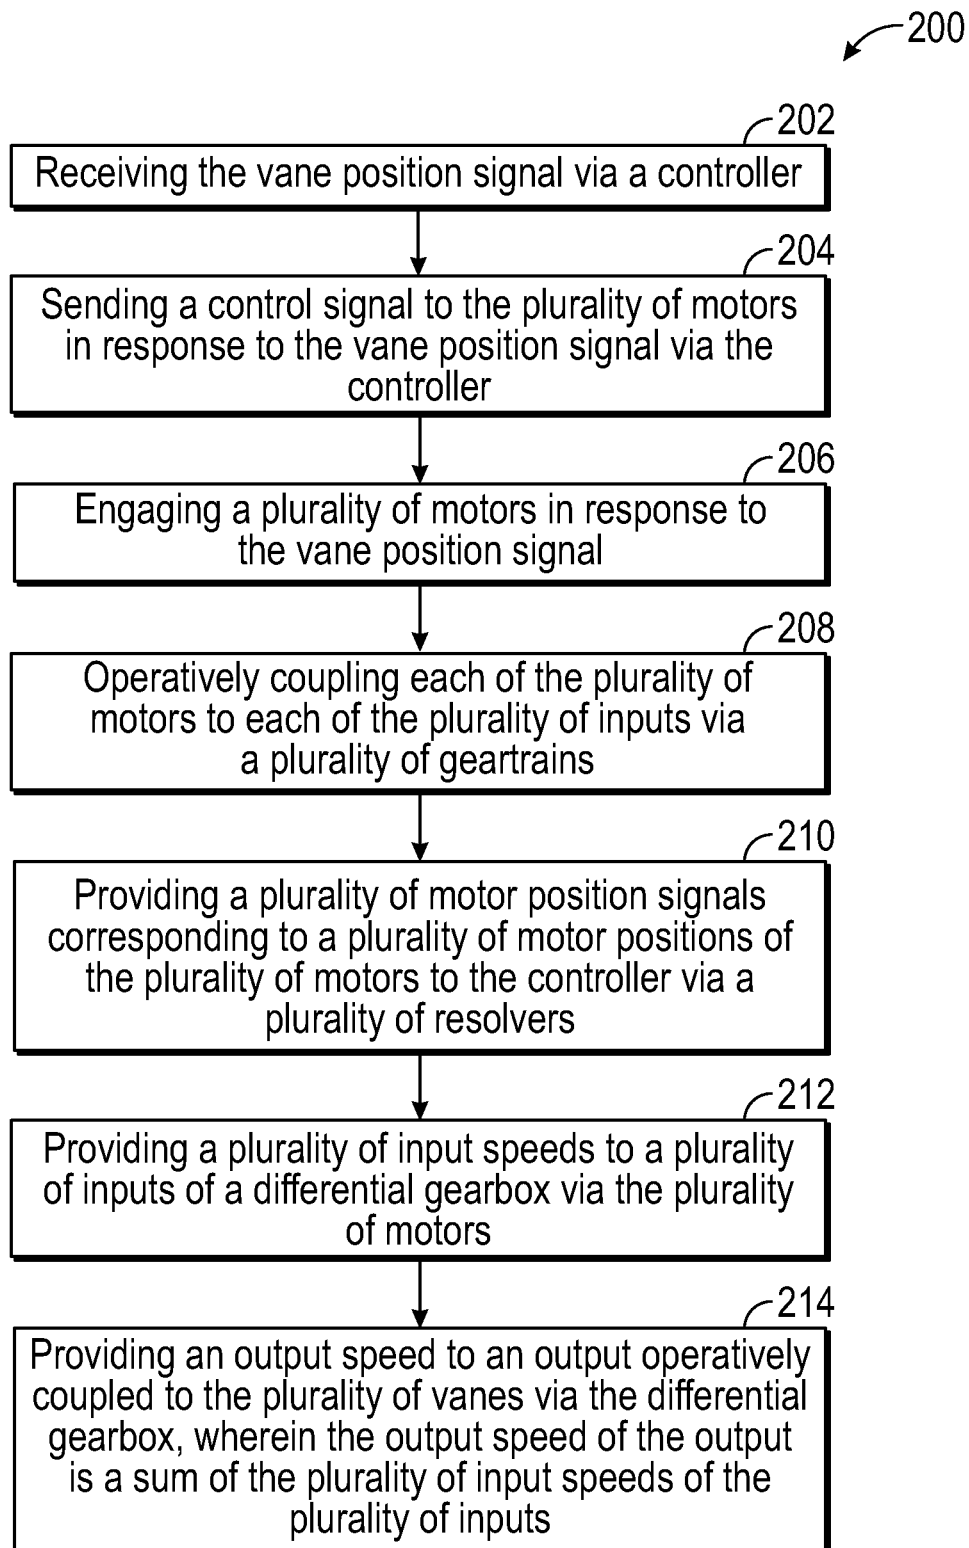 200
202
Receiving the vane position signal via a controller
204
Sending a control signal to the plurality of motors
in response to the vane position signal via the
controller
206
Engaging a plurality of motors in response to
the vane position signal
208
Operatively coupling each of the plurality of
motors to each of the plurality of inputs via
a plurality of geartrains
210
Providing a plurality of motor position signals
corresponding to a plurality of motor positions of
the plurality of motors to the controller via a
plurality of resolvers
212
Providing a plurality of input speeds to a plurality
of inputs of a differential gearbox via the plurality
of motors
214
Providing an output speed to an output operatively
coupled to the plurality of vanes via the differential
gearbox, wherein the output speed of the output
is a sum of the plurality of input speeds of the
plurality of inputs